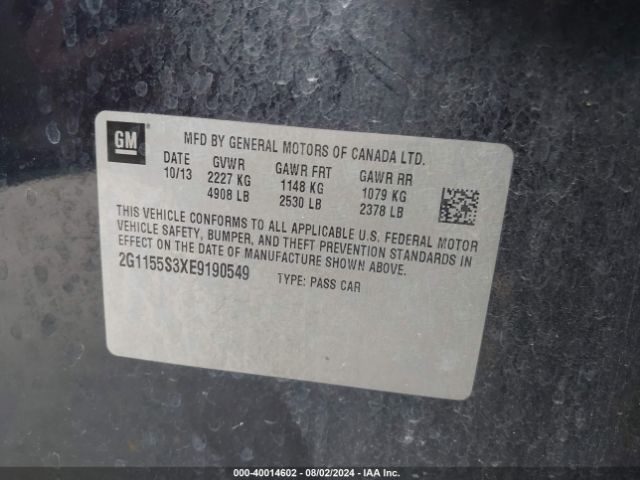 GM
MFD BY GENERAL MOTORS OF CANADA LTD.
DATE GVWR GAWR FRT GAWR RR
10/13 2227 KG 1148 KG 1079 KG
4908 LB 2530 LB 2378 LB
THIS VEHICLE CONFORMS TO ALL APPLICABLE U.S. FEDERAL MOTOR
VEHICLE SAFETY, BUMPER, AND THEFT PREVENTION STANDARDS IN
EFFECT ON THE DATE OF MANUFACTURE SHOWN ABOVE.
2G1155S3XE9190549 TYPE: PASS CAR
000-40014602 - 08/02/2024 - IAA Inc.